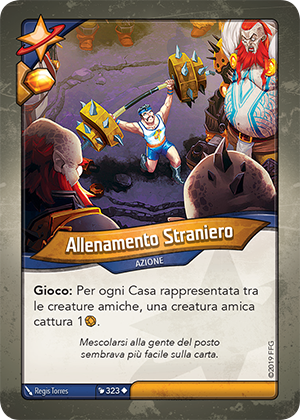 Allenamento Straniero
AZIONE
Gioco: Per ogni Casa rappresentata tra
le creature amiche, una creatura amica
cattura 1.
Mescolarsi alla gente del posto
sembrava più facile sulla carta.
©2019 FFG
Regis Torres
323